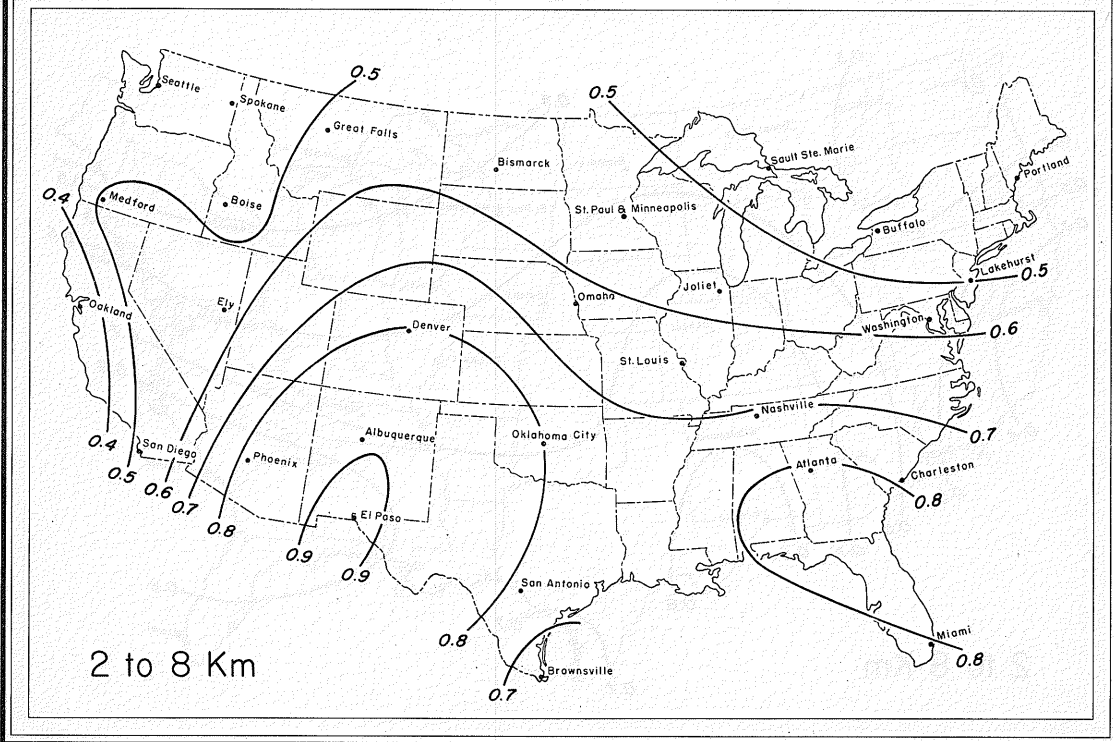 0.5
0.5
Seattle
Spokane
Great Falls
Bismarck
Sault Ste. Marie
Portland
0.4
Medford
Boise
St. Paul & Minneapolis
Buffalo
Lakehurst
0.5
Oakland
Ely
Omaha
Joliet
Washington
0.6
Denver
St. Louis
Nashville
0.7
0.4
San Diego
Phoenix
Albuquerque
Oklahoma City
Atlanta
Charleston
0.5
0.6
0.7
0.8
El Paso
0.8
0.9
0.9
San Antonio
0.8
Miami
0.8
2 to 8 Km
Brownsville
0.7